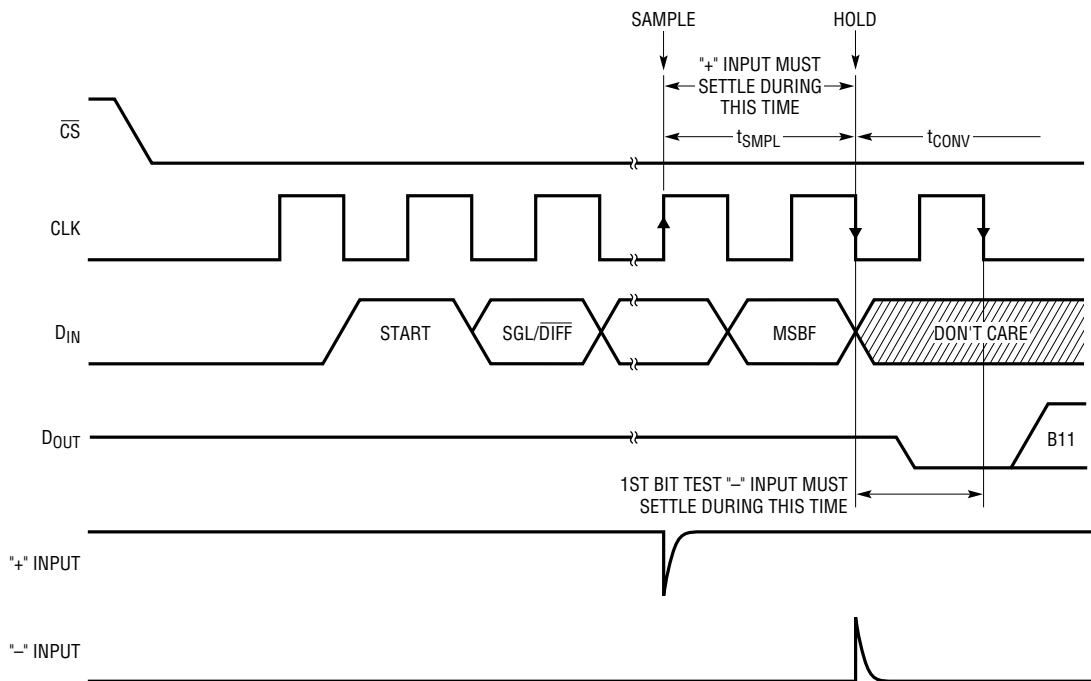 SAMPLE HOLD
"+" INPUT MUST
SETTLE DURING
THIS TIME
CS
tSMPL tCONV
CLK
DIN START SGL/DIFF MSBF DON'T CARE
DOUT B11
1ST BIT TEST "–" INPUT MUST
SETTLE DURING THIS TIME
"+" INPUT
"–" INPUT